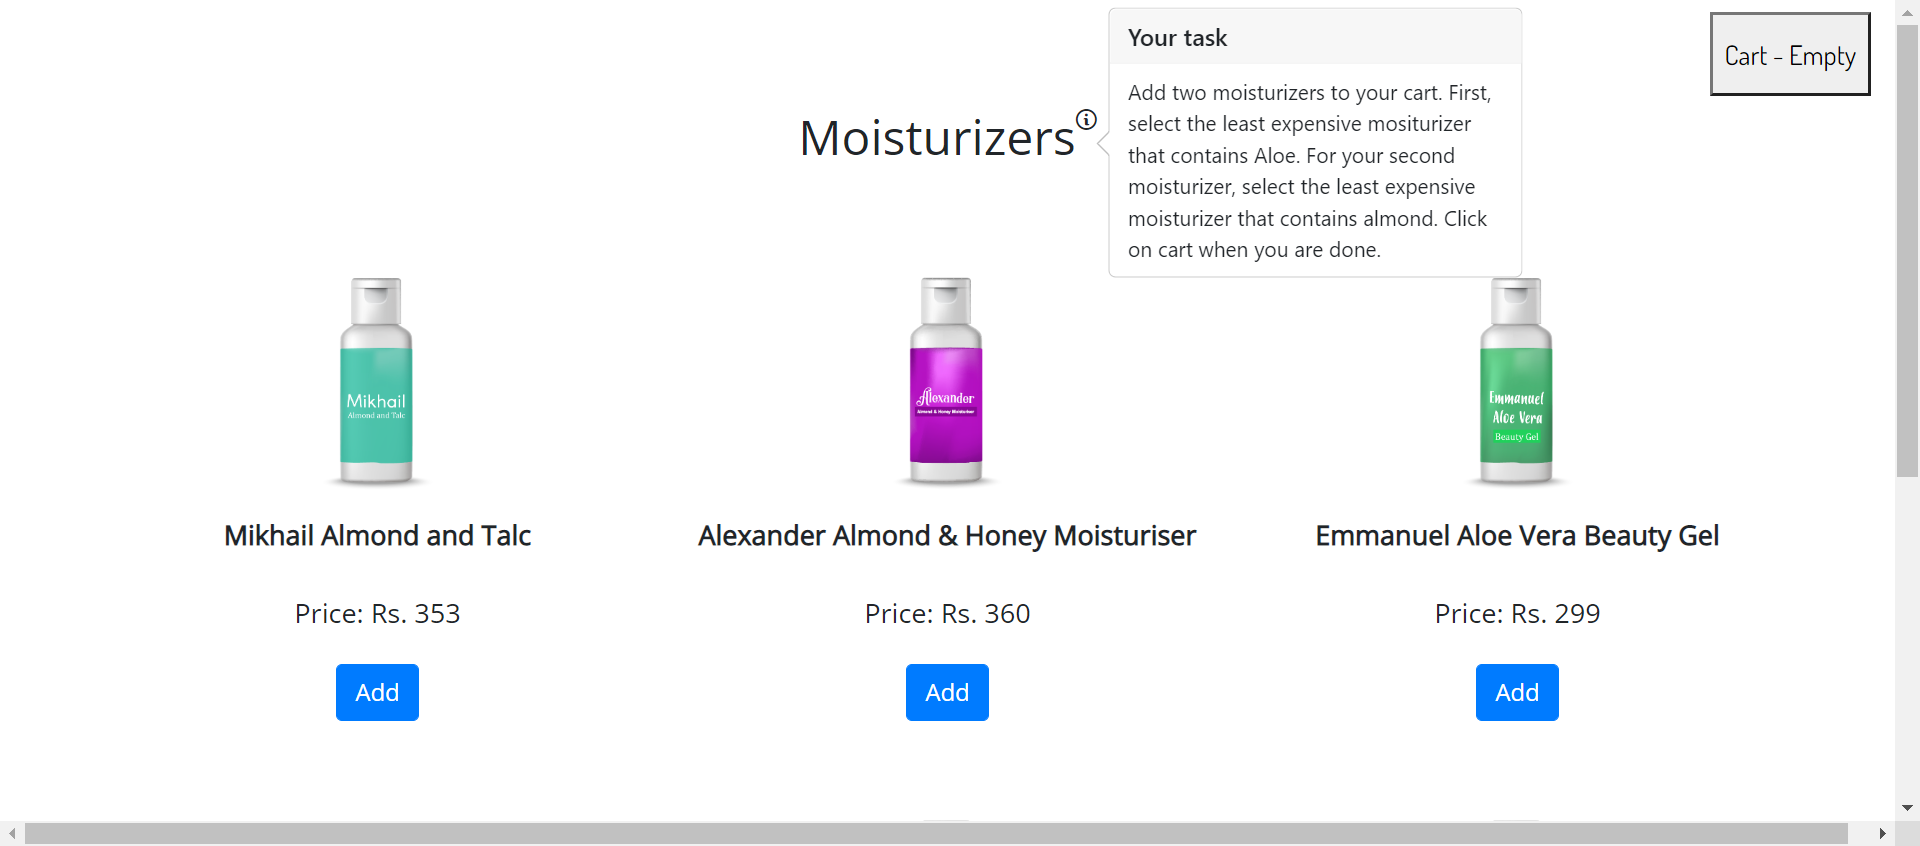 Your task
Cart - Empty
Add two moisturizers to your cart. First,
select the least expensive mositurizer
that contains Aloe. For your second
moisturizer, select the least expensive
moisturizer that contains almond. Click
on cart when you are done.
Moisturizers
Mikhail
Almond and Talc
Alexander
Almond & Honey Moisturiser
Emmanuel
Aloe Vera
Beauty Gel
Mikhail Almond and Talc
Alexander Almond & Honey Moisturiser
Emmanuel Aloe Vera Beauty Gel
Price: Rs. 353
Price: Rs. 360
Price: Rs. 299
Add
Add
Add